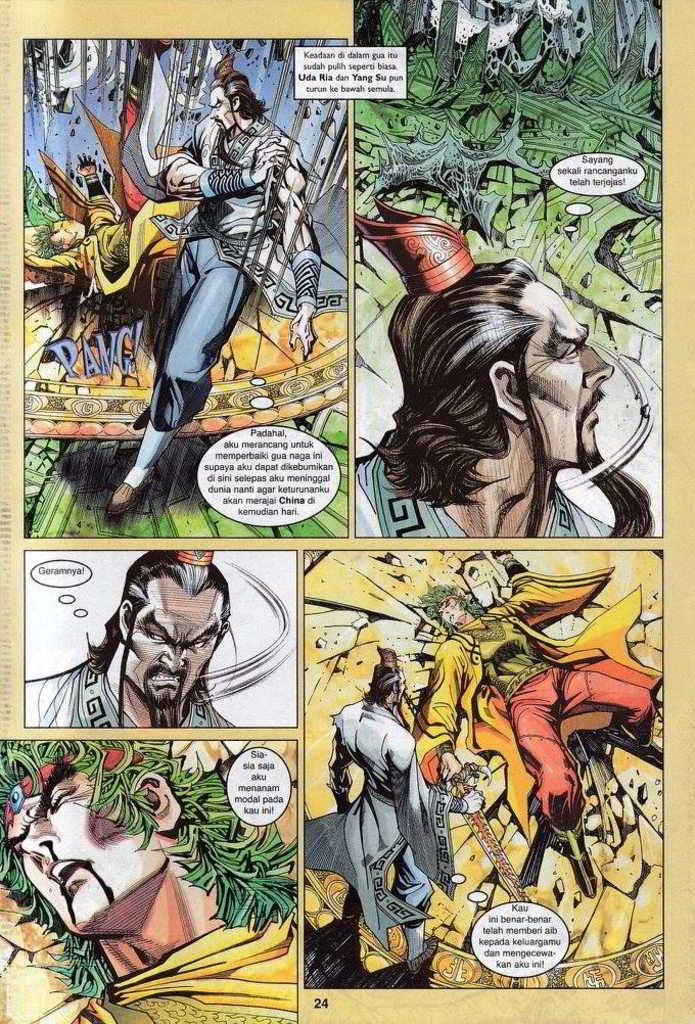 Keadaan di dalam gua itu
sudah pulih seperti biasa.
Uda Ria dan Yang Su pun
turun ke bawah semula.
PANG!
Padahal,
aku merancang untuk
memperbaiki gua naga ini
supaya aku dapat dikebumikan
di sini selepas aku meninggal
dunia nanti agar keturunanku
akan merajai China di
kemudian hari.
Sayang
sekali rancanganku
telah terjejas!
Geramnya!
Sia-
sia saja
aku
menanam
modal pada
kau ini!
Kau
ini benar-benar
telah memberi aib
kepada keluargamu
dan mengecewa-
kan aku ini!
24